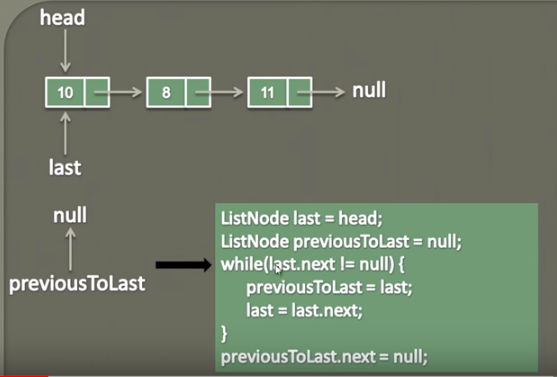 head
10 8 11 null
last
null
previousToLast
ListNode last = head;
ListNode previousToLast = null;
while(last.next != null) {
previousToLast = last;
last = last.next;
}
previousToLast.next = null;